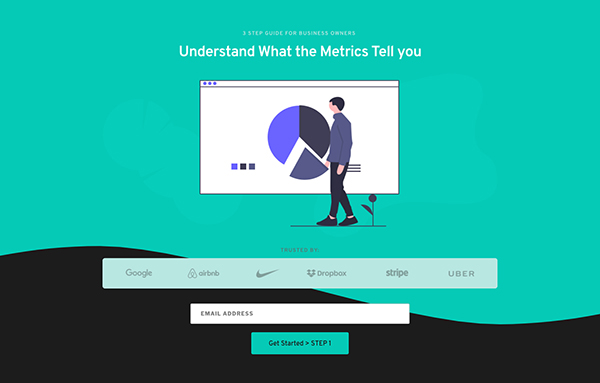 3 STEP GUIDE FOR BUSINESS OWNERS
Understand What the Metrics Tell you
TRUSTED BY:
Google airbnb Dropbox stripe UBER
EMAIL ADDRESS
Get Started > STEP 1